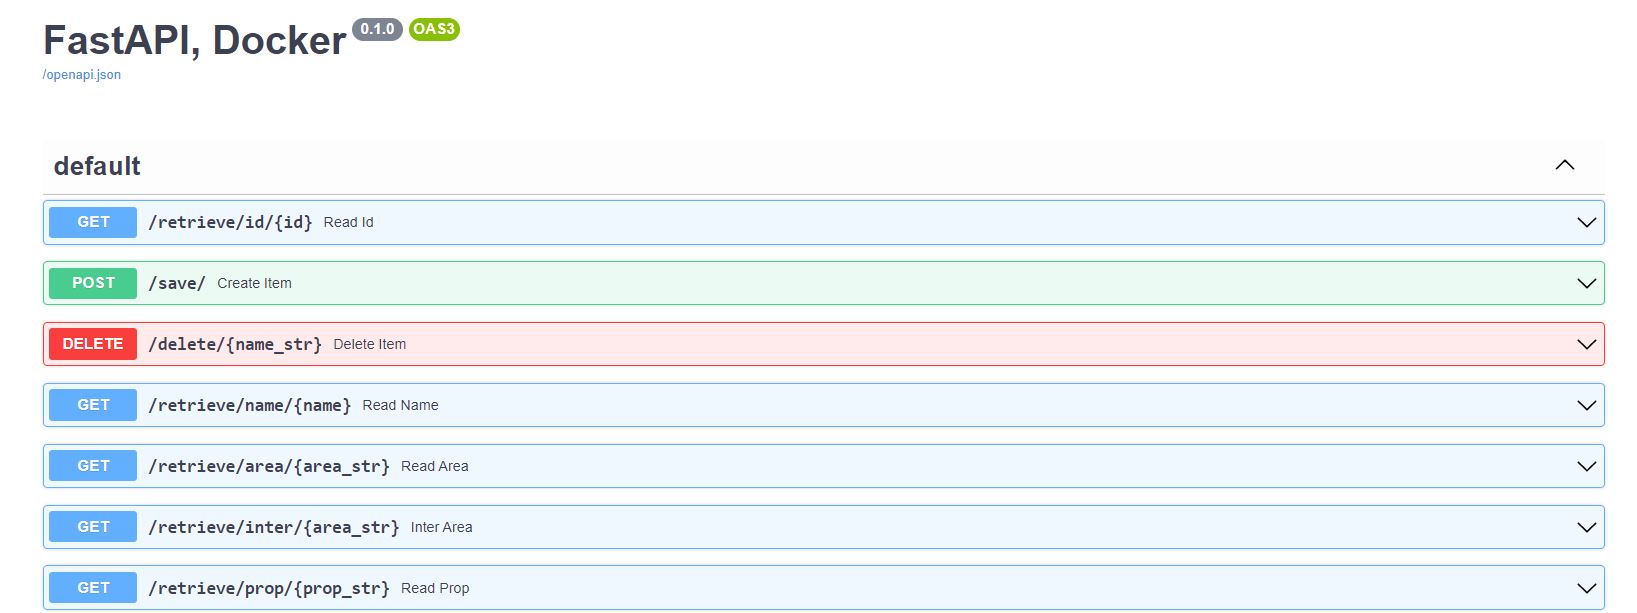 FastAPI, Docker 0.1.0 OAS3
/openapi.json
default
GET /retrieve/id/{id} Read Id
POST /save/ Create Item
DELETE /delete/{name_str} Delete Item
GET /retrieve/name/{name} Read Name
GET /retrieve/area/{area_str} Read Area
GET /retrieve/inter/{area_str} Inter Area
GET /retrieve/prop/{prop_str} Read Prop